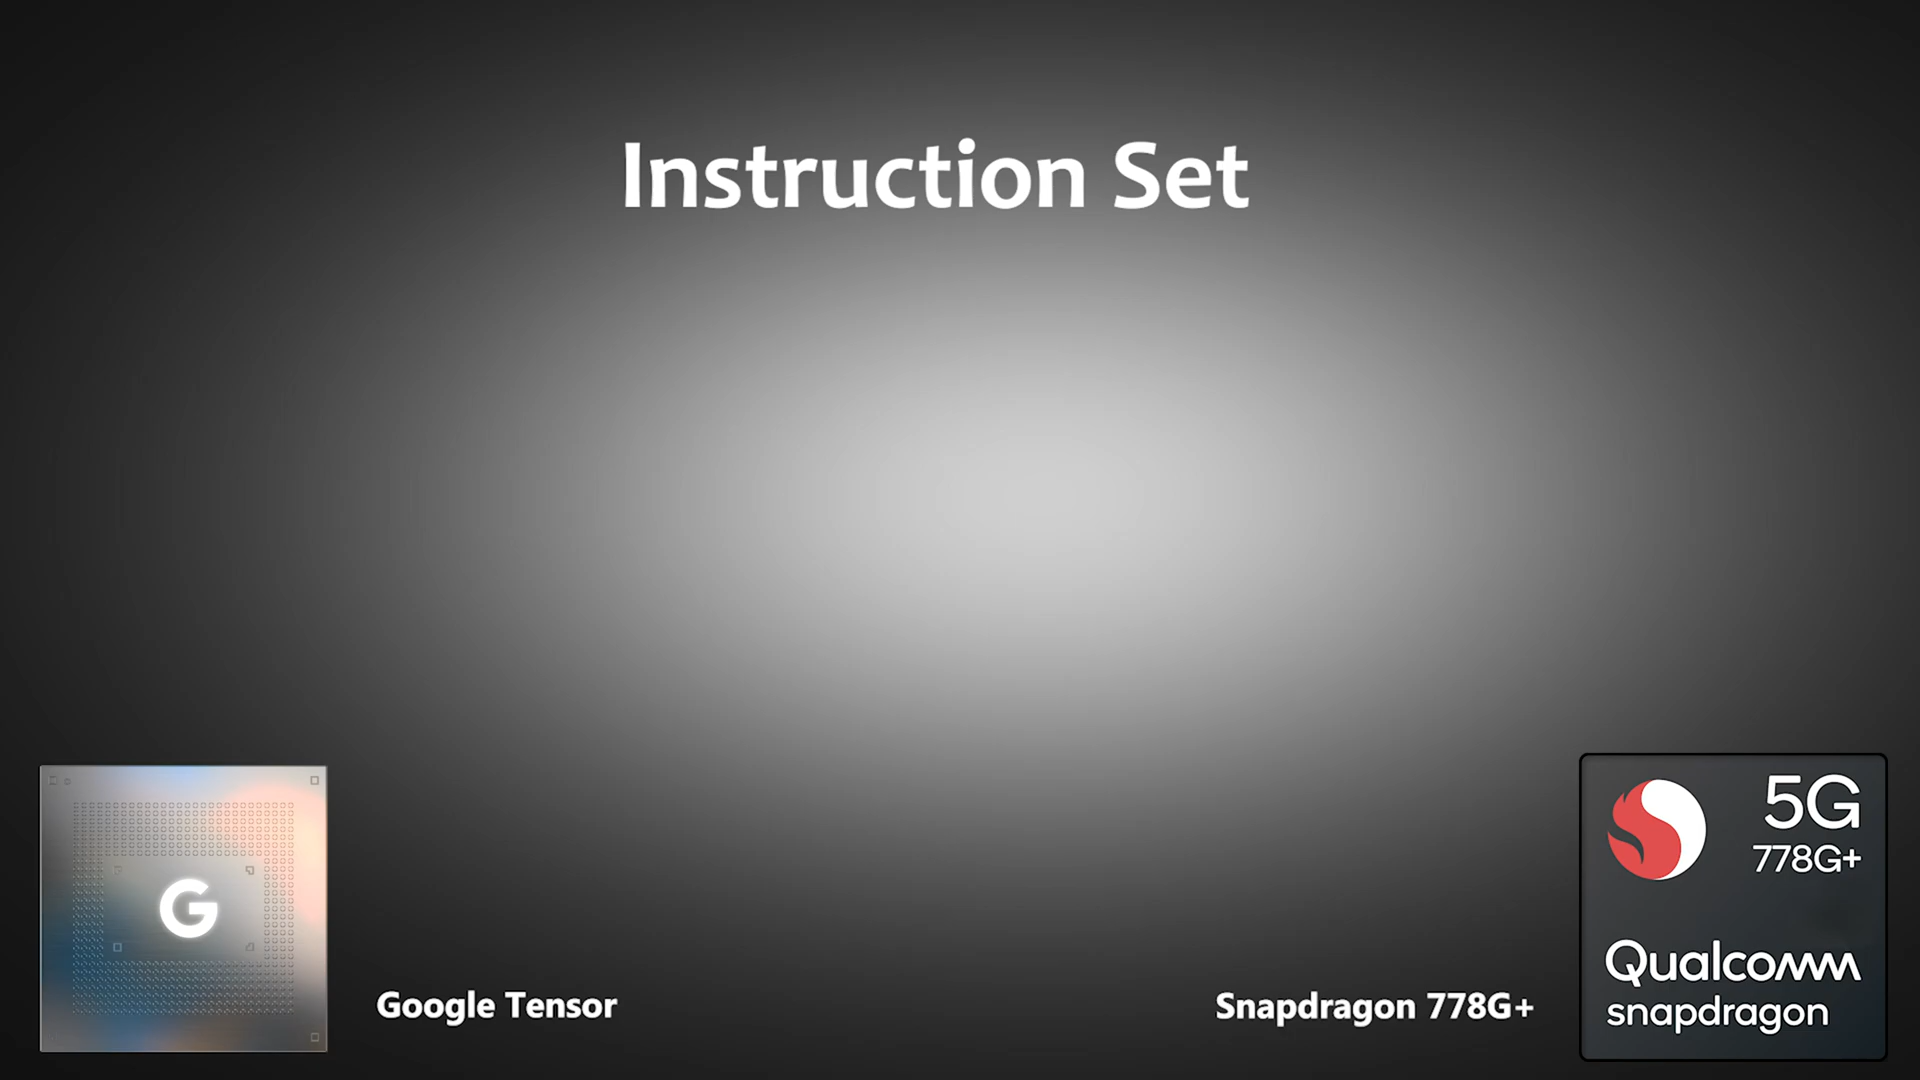 Instruction Set
G
Google Tensor
Snapdragon 778G+
5G
778G+
Qualcomm
snapdragon